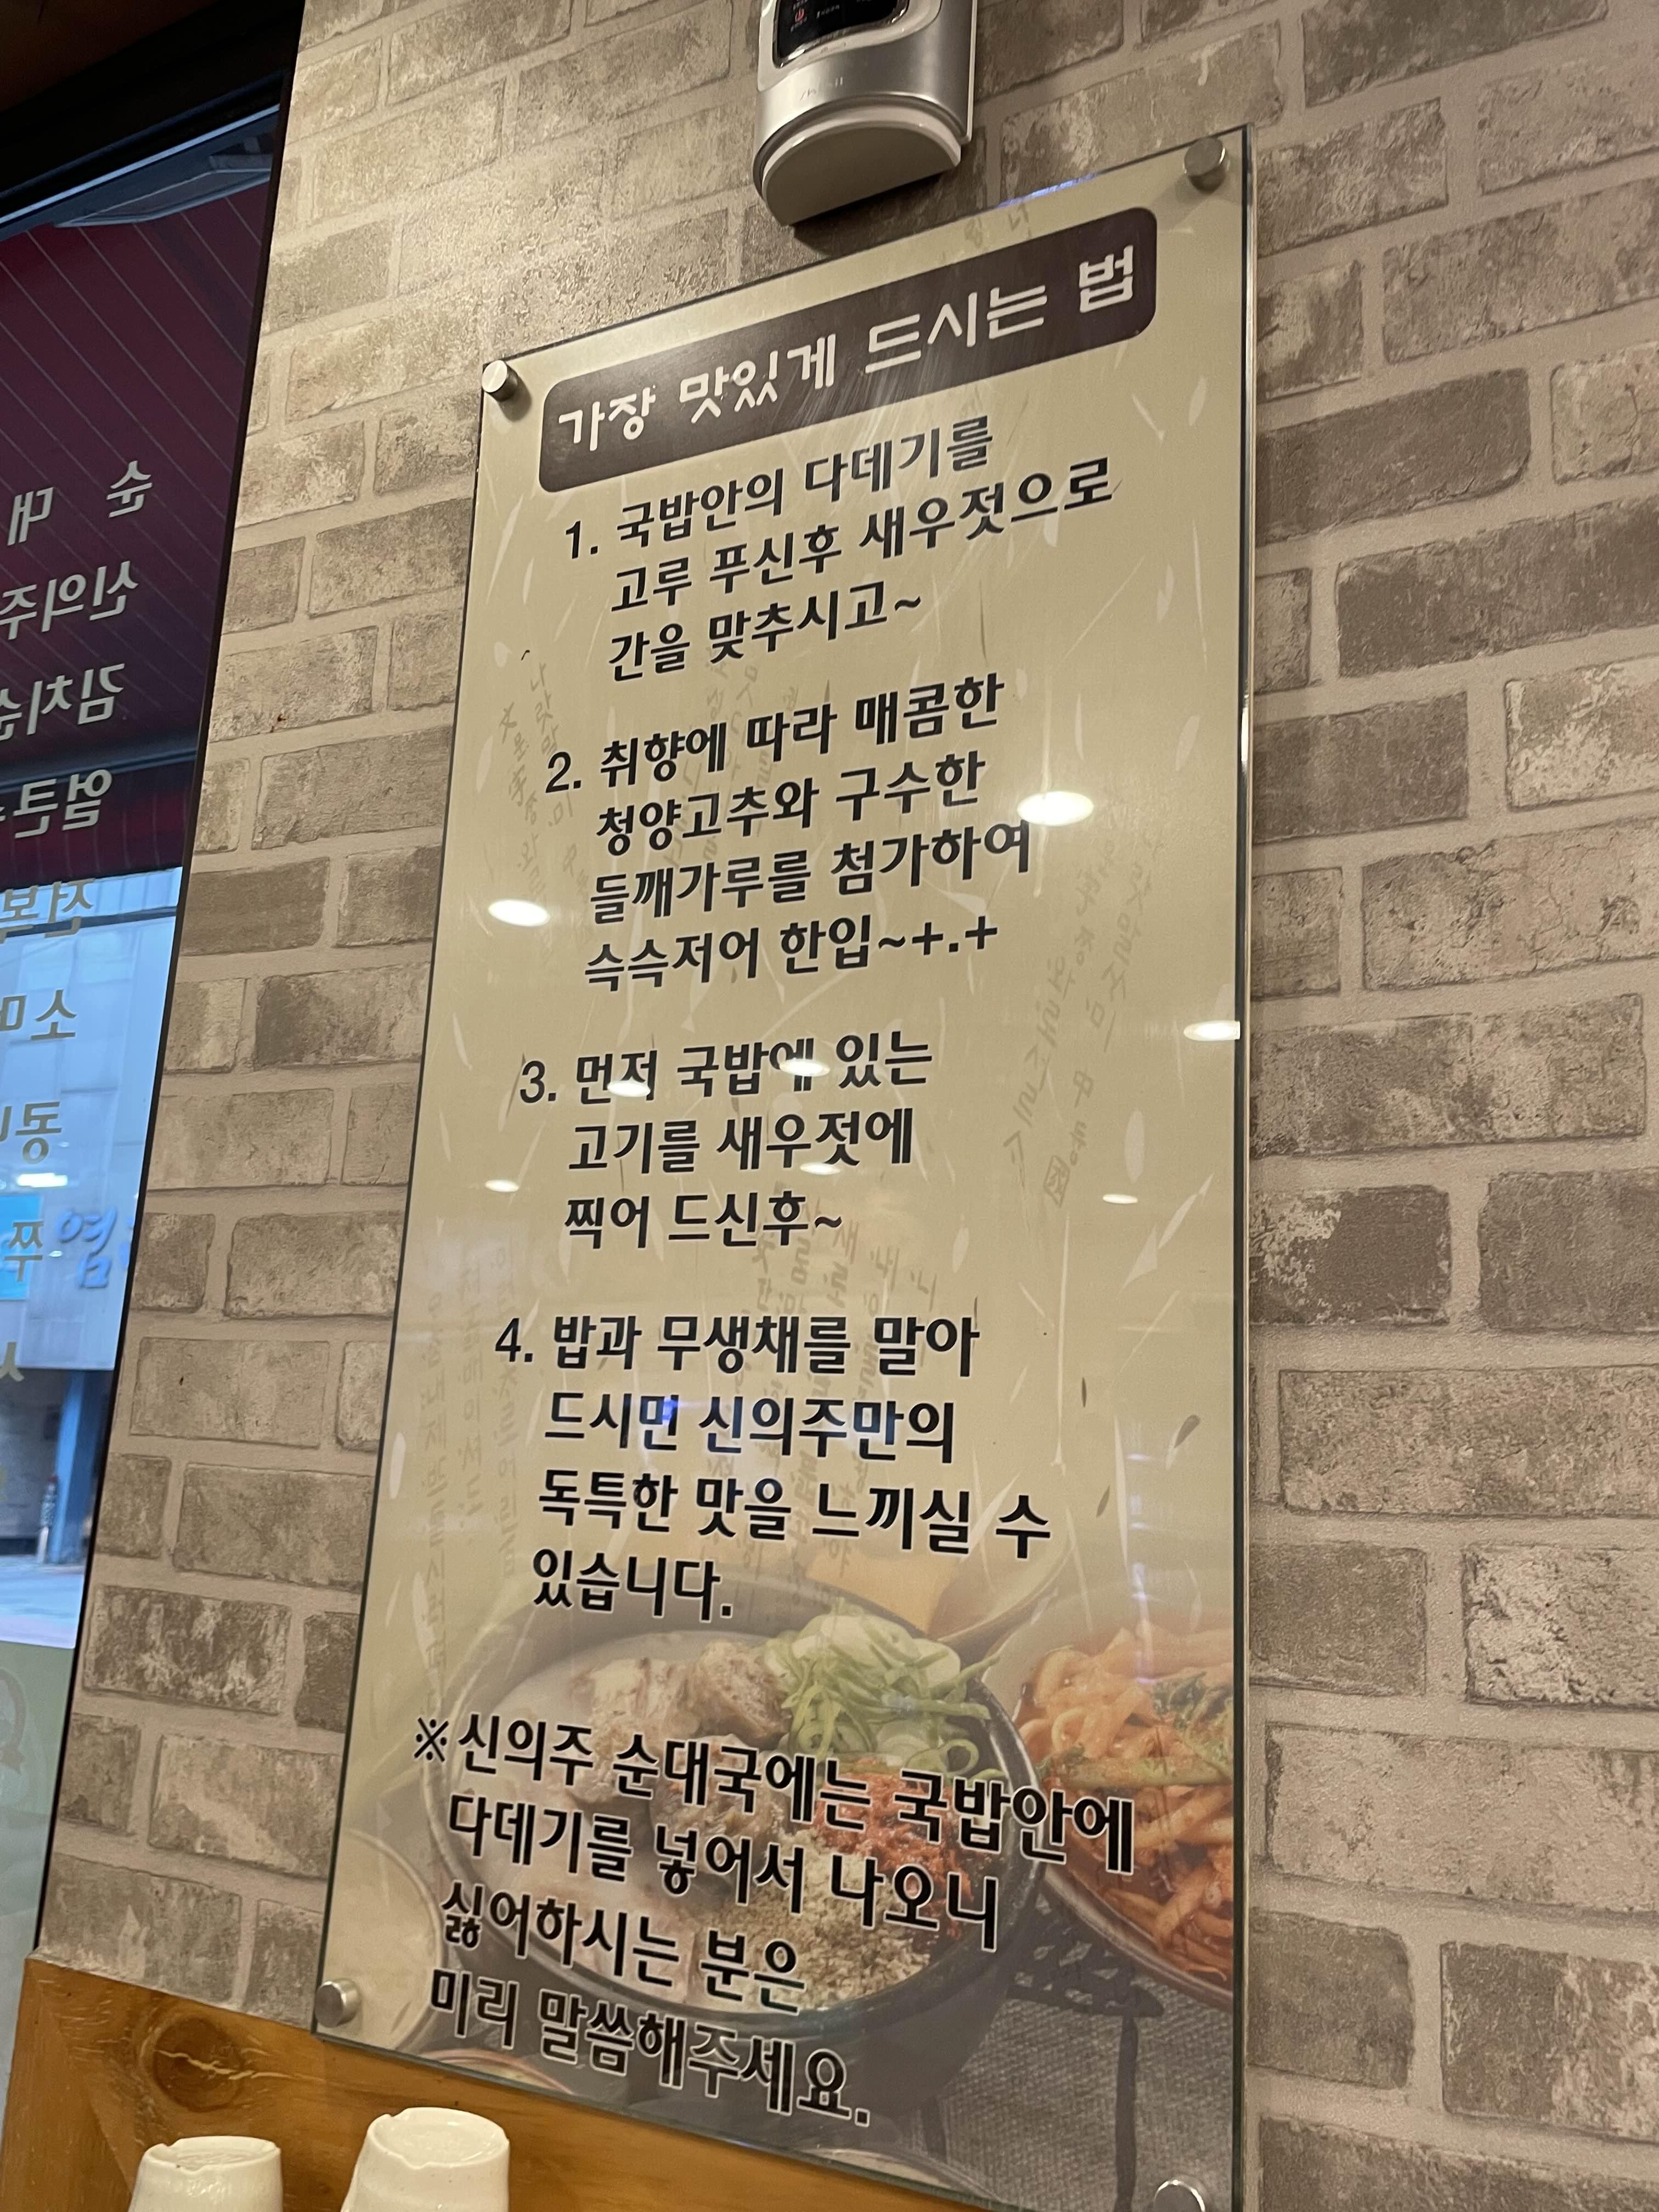 가장 맛있게 드시는 법
1. 국밥안의 다데기를
고루 푸신후 새우젓으로
간을 맞추시고~
2. 취향에 따라 매콤한
청양고추와 구수한
들깨가루를 첨가하여
슥슥저어 한입~+.+
3. 먼저 국밥에 있는
고기를 새우젓에
찍어 드신후~
4. 밥과 무생채를 말아
드시면 신의주만의
독특한 맛을 느끼실 수
있습니다.
※신의주 순대국에는 국밥안에
다데기를 넣어서 나오니
싫어하시는 분은
미리 말씀해주세요.
순 대
신의주